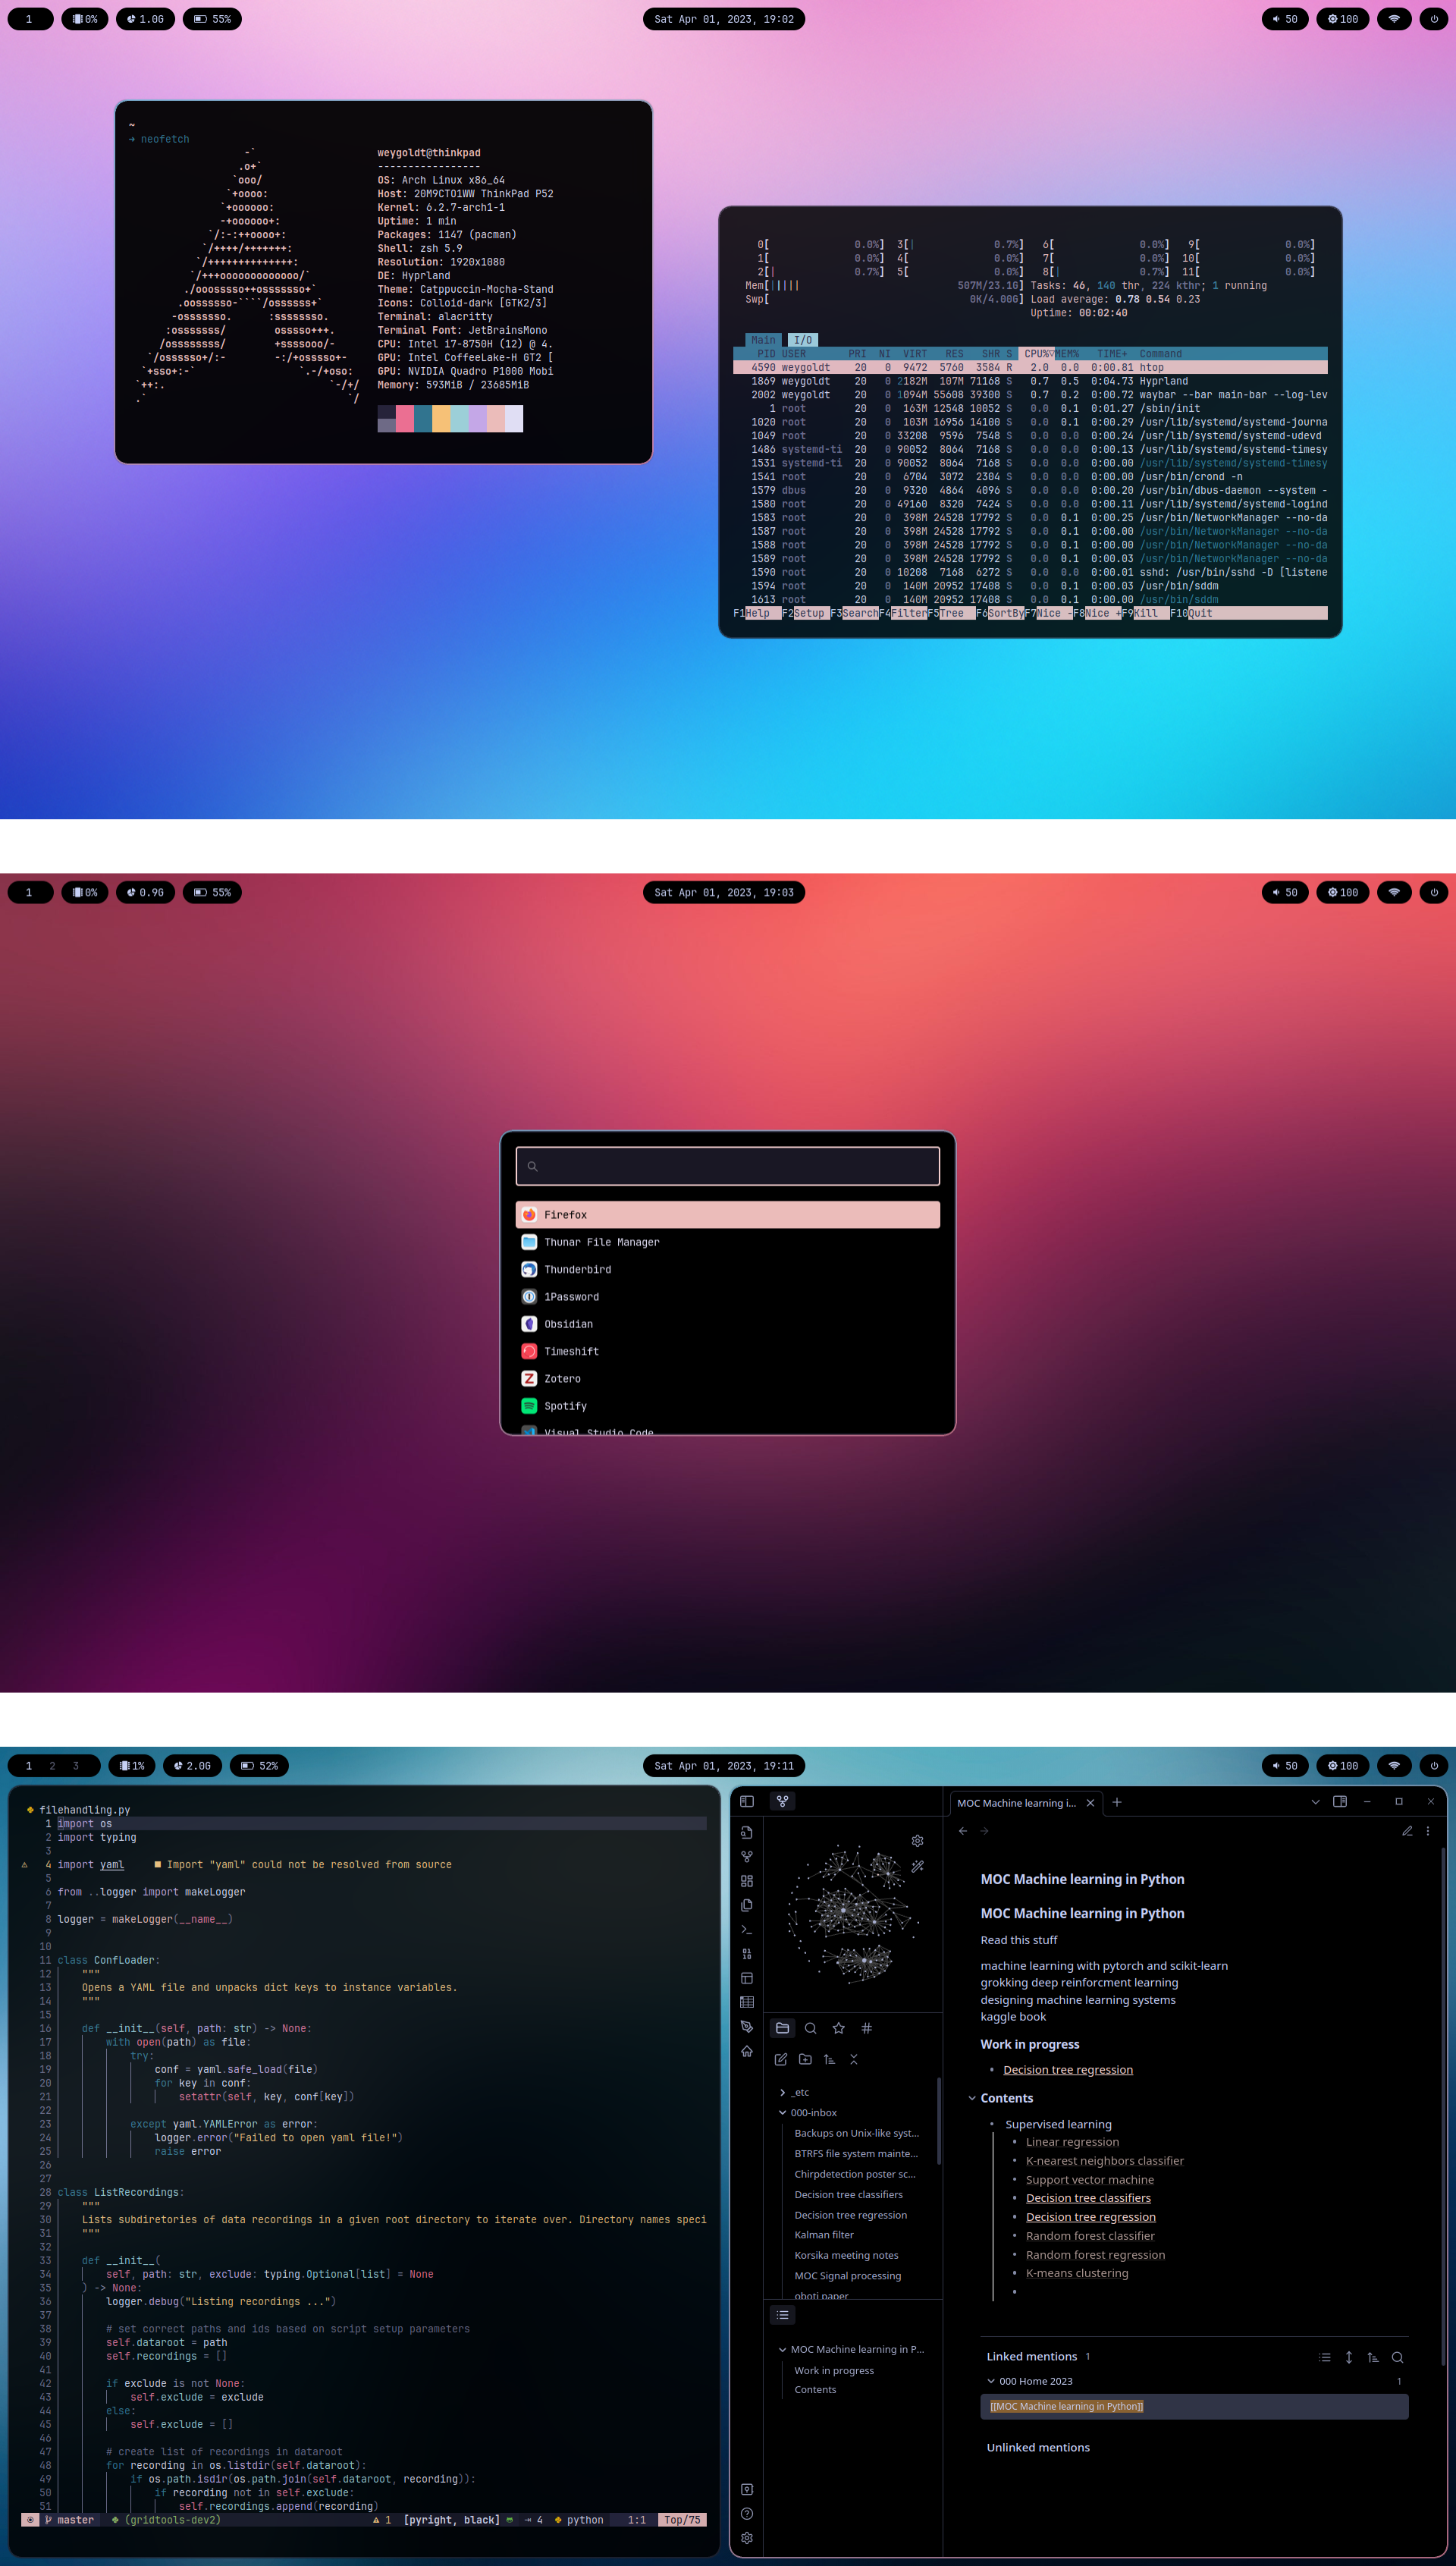 1 0% 1.0G 55% Sat Apr 01, 2023, 19:02 50 100
~
→ neofetch
weygoldt@thinkpad
-----------------
OS: Arch Linux x86_64
Host: 20M9CTO1WW ThinkPad P52
Kernel: 6.2.7-arch1-1
Uptime: 1 min
Packages: 1147 (pacman)
Shell: zsh 5.9
Resolution: 1920x1080
DE: Hyprland
Theme: Catppuccin-Mocha-Stand
Icons: Colloid-dark [GTK2/3]
Terminal: alacritty
Terminal Font: JetBrainsMono
CPU: Intel i7-8750H (12) @ 4.
GPU: Intel CoffeeLake-H GT2 [
GPU: NVIDIA Quadro P1000 Mobi
Memory: 593MiB / 23685MiB
0[ 0.0%] 3[| 0.7%] 6[ 0.0%] 9[ 0.0%]
1[ 0.0%] 4[ 0.0%] 7[ 0.0%] 10[ 0.0%]
2[| 0.7%] 5[ 0.0%] 8[| 0.7%] 11[ 0.0%]
Mem[||||| 507M/23.1G] Tasks: 46, 140 thr, 224 kthr; 1 running
Swp[ 0K/4.00G] Load average: 0.78 0.54 0.23
Uptime: 00:02:40
Main I/O
PID USER PRI NI VIRT RES SHR S CPU%▽MEM% TIME+ Command
4590 weygoldt 20 0 9472 5760 3584 R 2.0 0.0 0:00.81 htop
1869 weygoldt 20 0 2182M 107M 71168 S 0.7 0.5 0:04.73 Hyprland
2002 weygoldt 20 0 1094M 55608 39300 S 0.7 0.2 0:00.72 waybar --bar main-bar --log-lev
1 root 20 0 163M 12548 10052 S 0.0 0.1 0:01.27 /sbin/init
1020 root 20 0 103M 16956 14100 S 0.0 0.1 0:00.29 /usr/lib/systemd/systemd-journa
1049 root 20 0 33208 9596 7548 S 0.0 0.0 0:00.24 /usr/lib/systemd/systemd-udevd
1486 systemd-ti 20 0 90052 8064 7168 S 0.0 0.0 0:00.13 /usr/lib/systemd/systemd-timesy
1531 systemd-ti 20 0 90052 8064 7168 S 0.0 0.0 0:00.00 /usr/lib/systemd/systemd-timesy
1541 root 20 0 6704 3072 2304 S 0.0 0.0 0:00.00 /usr/bin/crond -n
1579 dbus 20 0 9320 4864 4096 S 0.0 0.0 0:00.20 /usr/bin/dbus-daemon --system -
1580 root 20 0 49160 8320 7424 S 0.0 0.0 0:00.11 /usr/lib/systemd/systemd-logind
1583 root 20 0 398M 24528 17792 S 0.0 0.1 0:00.25 /usr/bin/NetworkManager --no-da
1587 root 20 0 398M 24528 17792 S 0.0 0.1 0:00.00 /usr/bin/NetworkManager --no-da
1588 root 20 0 398M 24528 17792 S 0.0 0.1 0:00.00 /usr/bin/NetworkManager --no-da
1589 root 20 0 398M 24528 17792 S 0.0 0.1 0:00.03 /usr/bin/NetworkManager --no-da
1590 root 20 0 10208 7168 6272 S 0.0 0.0 0:00.01 sshd: /usr/bin/sshd -D [listene
1594 root 20 0 140M 20952 17408 S 0.0 0.1 0:00.03 /usr/bin/sddm
1613 root 20 0 140M 20952 17408 S 0.0 0.1 0:00.00 /usr/bin/sddm
F1Help F2Setup F3SearchF4FilterF5Tree F6SortByF7Nice -F8Nice +F9Kill F10Quit
1 0% 0.9G 55% Sat Apr 01, 2023, 19:03 50 100
Firefox
Thunar File Manager
Thunderbird
1Password
Obsidian
Timeshift
Zotero
Spotify
Visual Studio Code
1 2 3 1% 2.0G 52% Sat Apr 01, 2023, 19:11 50 100
filehandling.py
1 import os
2 import typing
3
4 import yaml ■ Import "yaml" could not be resolved from source
5
6 from ..logger import makeLogger
7
8 logger = makeLogger(__name__)
9
10
11 class ConfLoader:
12 """
13 Opens a YAML file and unpacks dict keys to instance variables.
14 """
15
16 def __init__(self, path: str) -> None:
17 with open(path) as file:
18 try:
19 conf = yaml.safe_load(file)
20 for key in conf:
21 setattr(self, key, conf[key])
22
23 except yaml.YAMLError as error:
24 logger.error("Failed to open yaml file!")
25 raise error
26
27
28 class ListRecordings:
29 """
30 Lists subdiretories of data recordings in a given root directory to iterate over. Directory names speci
31 """
32
33 def __init__(
34 self, path: str, exclude: typing.Optional[list] = None
35 ) -> None:
36 logger.debug("Listing recordings ...")
37
38 # set correct paths and ids based on script setup parameters
39 self.dataroot = path
40 self.recordings = []
41
42 if exclude is not None:
43 self.exclude = exclude
44 else:
45 self.exclude = []
46
47 # create list of recordings in dataroot
48 for recording in os.listdir(self.dataroot):
49 if os.path.isdir(os.path.join(self.dataroot, recording)):
50 if recording not in self.exclude:
51 self.recordings.append(recording)
master (gridtools-dev2) 1 [pyright, black] 4 python 1:1 Top/75
MOC Machine learning i...
_etc
000-inbox
Backups on Unix-like syst...
BTRFS file system mainte...
Chirpdetection poster sc...
Decision tree classifiers
Decision tree regression
Kalman filter
Korsika meeting notes
MOC Signal processing
ohoti paper
MOC Machine learning in P...
Work in progress
Contents
MOC Machine learning in Python
MOC Machine learning in Python
Read this stuff
machine learning with pytorch and scikit-learn
grokking deep reinforcment learning
designing machine learning systems
kaggle book
Work in progress
• Decision tree regression
Contents
• Supervised learning
• Linear regression
• K-nearest neighbors classifier
• Support vector machine
• Decision tree classifiers
• Decision tree regression
• Random forest classifier
• Random forest regression
• K-means clustering
•
Linked mentions 1
000 Home 2023 1
[[MOC Machine learning in Python]]
Unlinked mentions